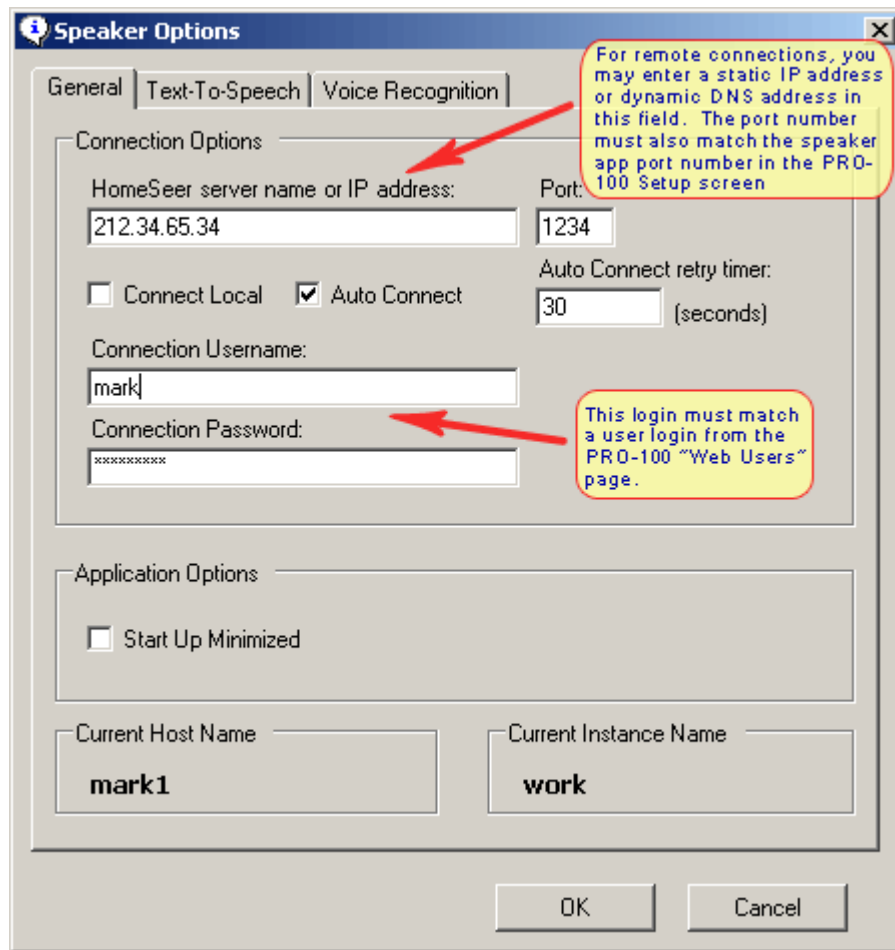 Speaker Options
For remote connections, you
may enter a static IP address
or dynamic DNS address in
this field. The port number
must also match the speaker
app port number in the PRO-
100 Setup screen
General
Text-To-Speech
Voice Recognition
Connection Options
HomeSeer server name or IP address:
Port:
212.34.65.34
1234
Connect Local
Auto Connect
Auto Connect retry timer:
30
(seconds)
Connection Username:
mark
Connection Password:
×××××××××
This login must match
a user login from the
PRO-100 "Web Users"
page.
Application Options
Start Up Minimized
Current Host Name
mark1
Current Instance Name
work
OK
Cancel